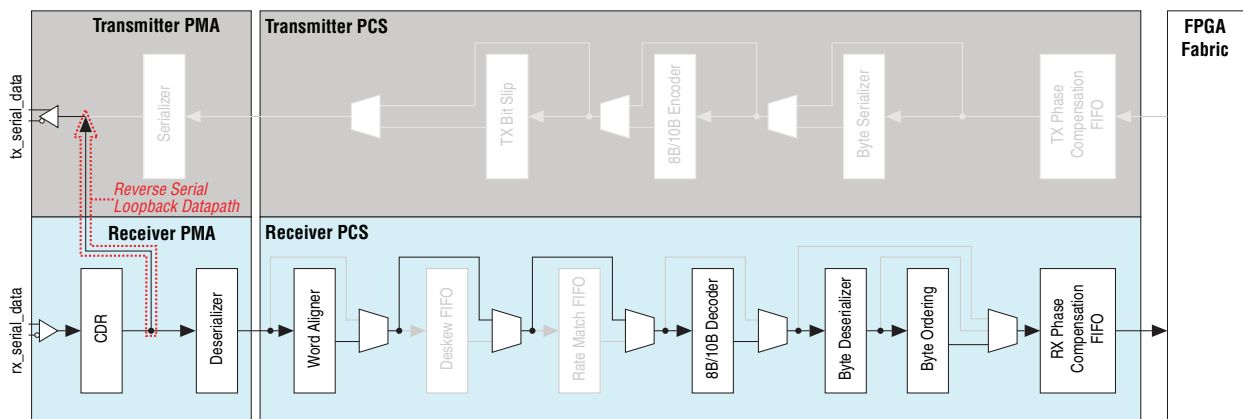 Transmitter PMA
Transmitter PCS
FPGA
Fabric
tx_serial_data
Serializer
TX Bit Slip
8B/10B Encoder
Byte Serializer
TX Phase
Compensation
FIFO
Reverse Serial
Loopback Datapath
Receiver PMA
Receiver PCS
rx_serial_data
CDR
Deserializer
Word Aligner
Deskew FIFO
Rate Match FIFO
8B/10B Decoder
Byte Deserializer
Byte Ordering
RX Phase
Compensation
FIFO